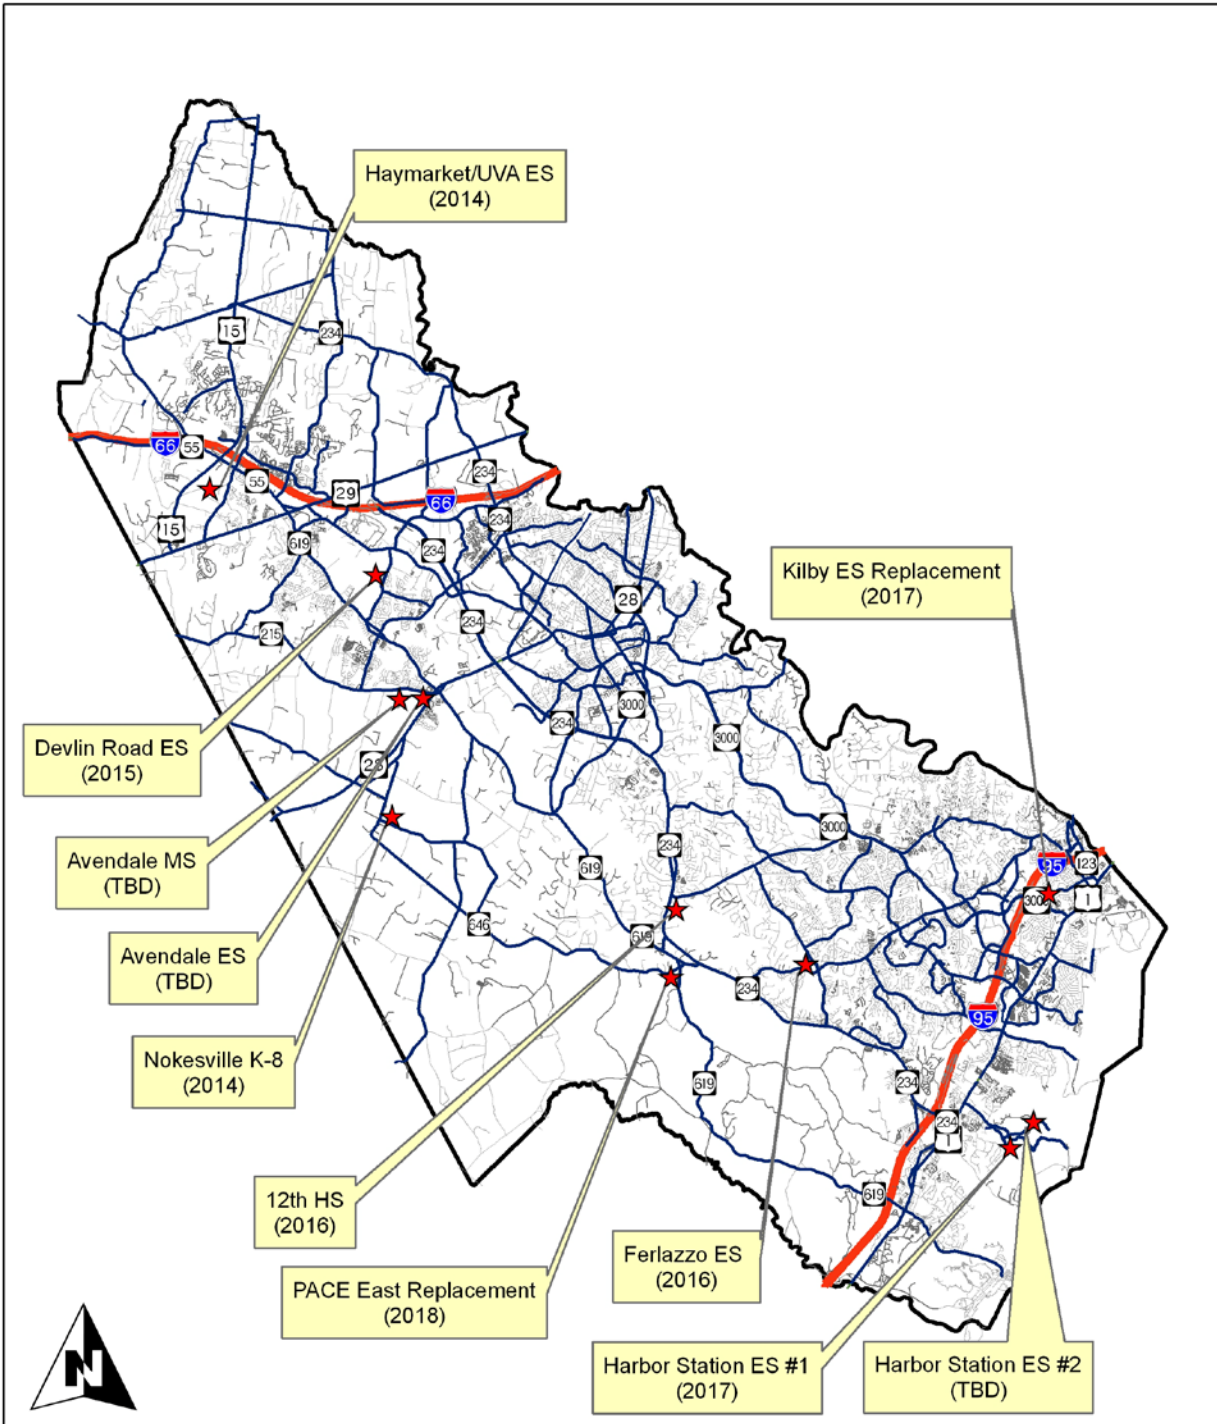 Haymarket/UVA ES
(2014)
15
234
66
55
55
29
234
66
234
15
619
234
Kilby ES Replacement
(2017)
28
215
234
3000
234
3000
Devlin Road ES
(2015)
28
3000
234
Avendale MS
(TBD)
619
95
123
1
646
619
Avendale ES
(TBD)
234
95
Nokesville K-8
(2014)
619
234
234
1
12th HS
(2016)
619
Ferlazzo ES
(2016)
PACE East Replacement
(2018)
Harbor Station ES #1
(2017)
Harbor Station ES #2
(TBD)
N